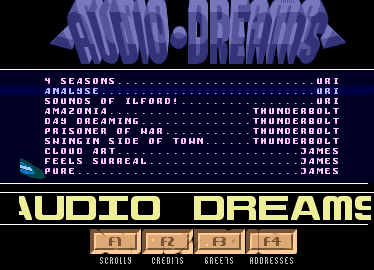 AUDIO•DREAMS
4 SEASONS........................URI
ANALYSE..........................URI
SOUNDS OF ILFORD!................URI
AMAZONIA.................THUNDERBOLT
DAY DREAMING.............THUNDERBOLT
PRISONER OF WAR..........THUNDERBOLT
SWINGIN SIDE OF TOWN.....THUNDERBOLT
CLOUD ART......................JAMES
FEELS SURREAL..................JAMES
PURE...........................JAMES
AUDIO DREAMS
F1 F2 F3 F4
SCROLLY CREDITS GREETS ADDRESSES